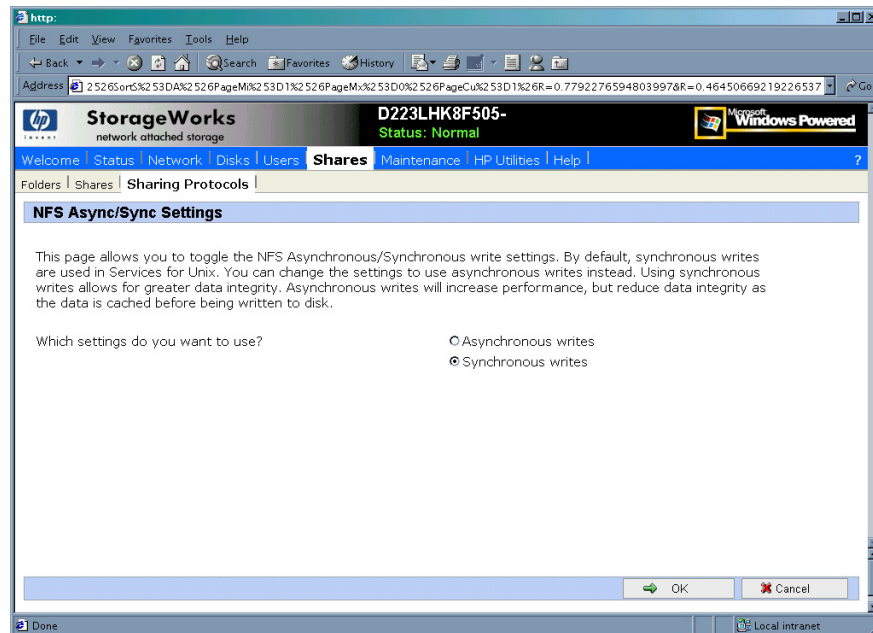 http:
File Edit View Favorites Tools Help
Back Search Favorites History
Address 2526SortS%253DA%2526PageMi%253D1%2526PageMx%253D0%2526PageCu%253D1%26R=0.7792276594803997&R=0.46450669219226537 Go
hp StorageWorks D223LHK8F505- Microsoft
invent network attached storage Status: Normal Windows Powered
Welcome Status Network Disks Users Shares Maintenance HP Utilities Help ?
Folders Shares Sharing Protocols
NFS Async/Sync Settings
This page allows you to toggle the NFS Asynchronous/Synchronous write settings. By default, synchronous writes
are used in Services for Unix. You can change the settings to use asynchronous writes instead. Using synchronous
writes allows for greater data integrity. Asynchronous writes will increase performance, but reduce data integrity as
the data is cached before being written to disk.
Which settings do you want to use? Asynchronous writes
Synchronous writes
OK Cancel
Done Local intranet